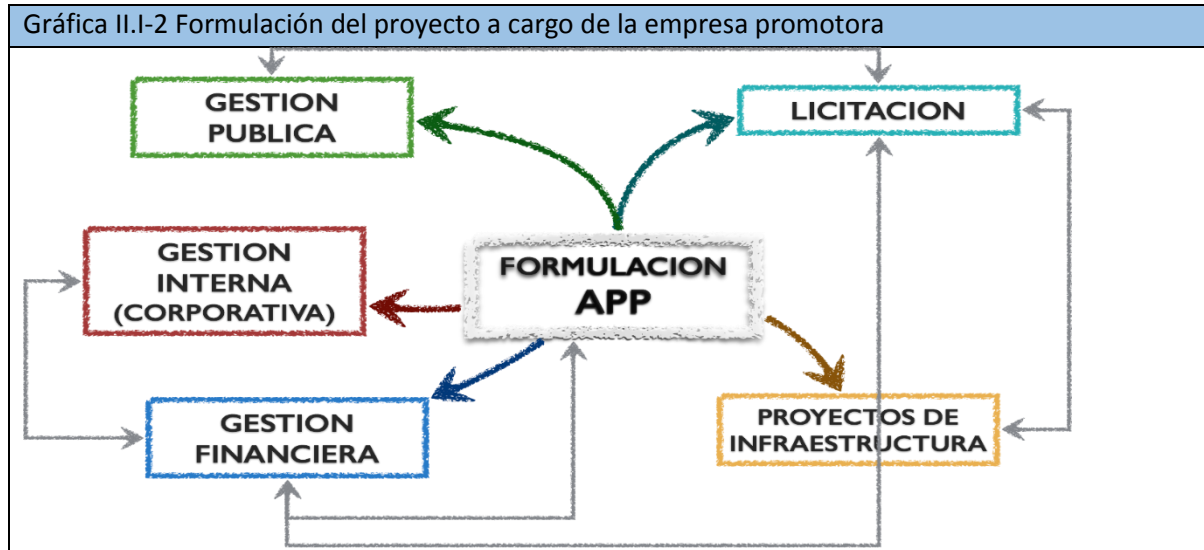 Gráfica II.I-2 Formulación del proyecto a cargo de la empresa promotora
GESTION
PUBLICA
LICITACION
GESTION
INTERNA
(CORPORATIVA)
FORMULACION
APP
GESTION
FINANCIERA
PROYECTOS DE
INFRAESTRUCTURA